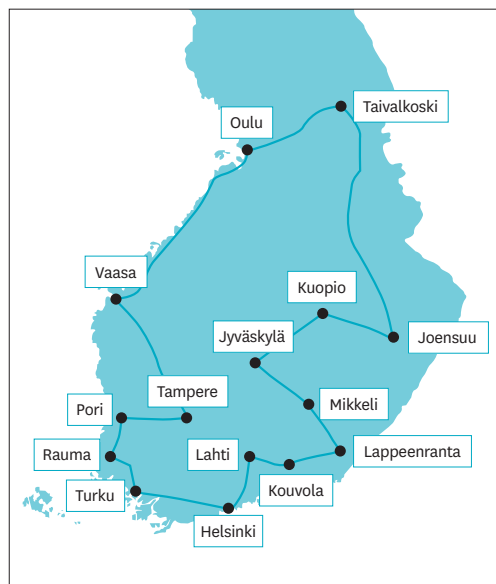 Taivalkoski
Oulu
Vaasa
Kuopio
Jyväskylä
Joensuu
Tampere
Mikkeli
Pori
Rauma
Lahti
Lappeenranta
Kouvola
Turku
Helsinki